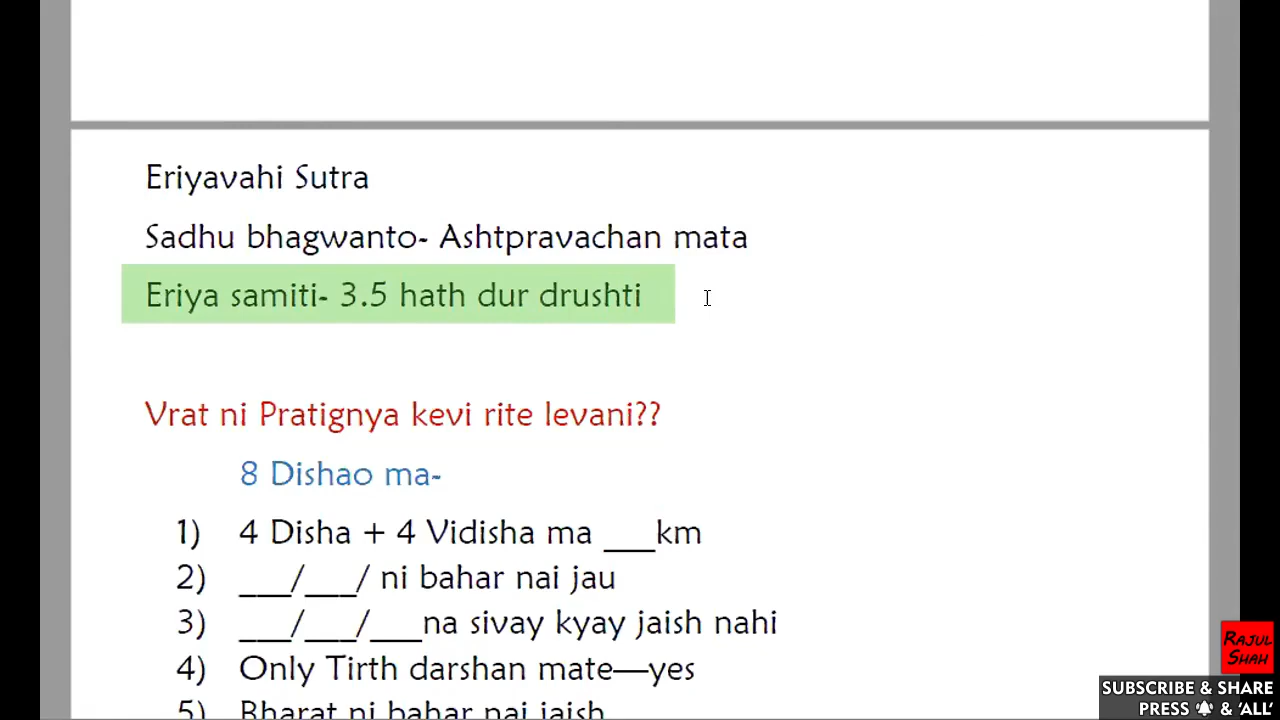 Eriyavahi Sutra
Sadhu bhagwanto- Ashtpravachan mata
Eriya samiti- 3.5 hath dur drushti
Vrat ni Pratignya kevi rite levani??
8 Dishao ma-
1) 4 Disha + 4 Vidisha ma ___km
2) ___/___/ ni bahar nai jau
3) ___/___/___na sivay kyay jaish nahi
4) Only Tirth darshan mate—yes
5) Bharat ni bahar nai jaish
RAJUL
SHAH
SUBSCRIBE & SHARE
PRESS 🔔 & 'ALL'